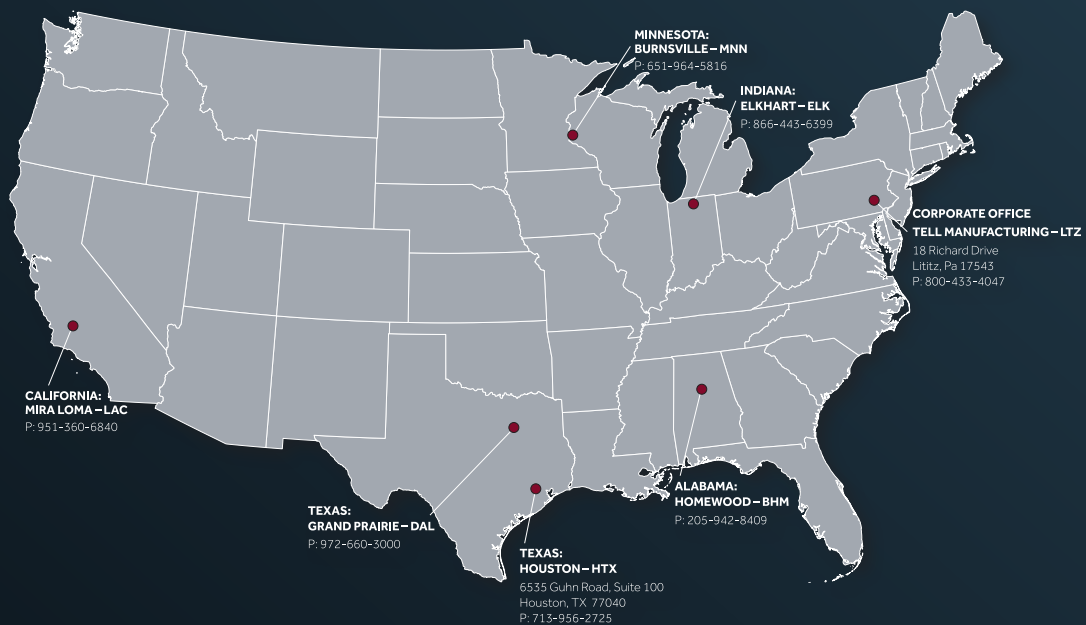 MINNESOTA:
BURNSVILLE–MNN
P: 651-964-5816
INDIANA:
ELKHART–ELK
P: 866-443-6399
CORPORATE OFFICE
TELL MANUFACTURING–LTZ
18 Richard Drive
Lititz, Pa 17543
P: 800-433-4047
CALIFORNIA:
MIRA LOMA–LAC
P: 951-360-6840
TEXAS:
GRAND PRAIRIE–DAL
P: 972-660-3000
TEXAS:
HOUSTON–HTX
6535 Guhn Road, Suite 100
Houston, TX 77040
P: 713-956-2725
ALABAMA:
HOMEWOOD–BHM
P: 205-942-8409